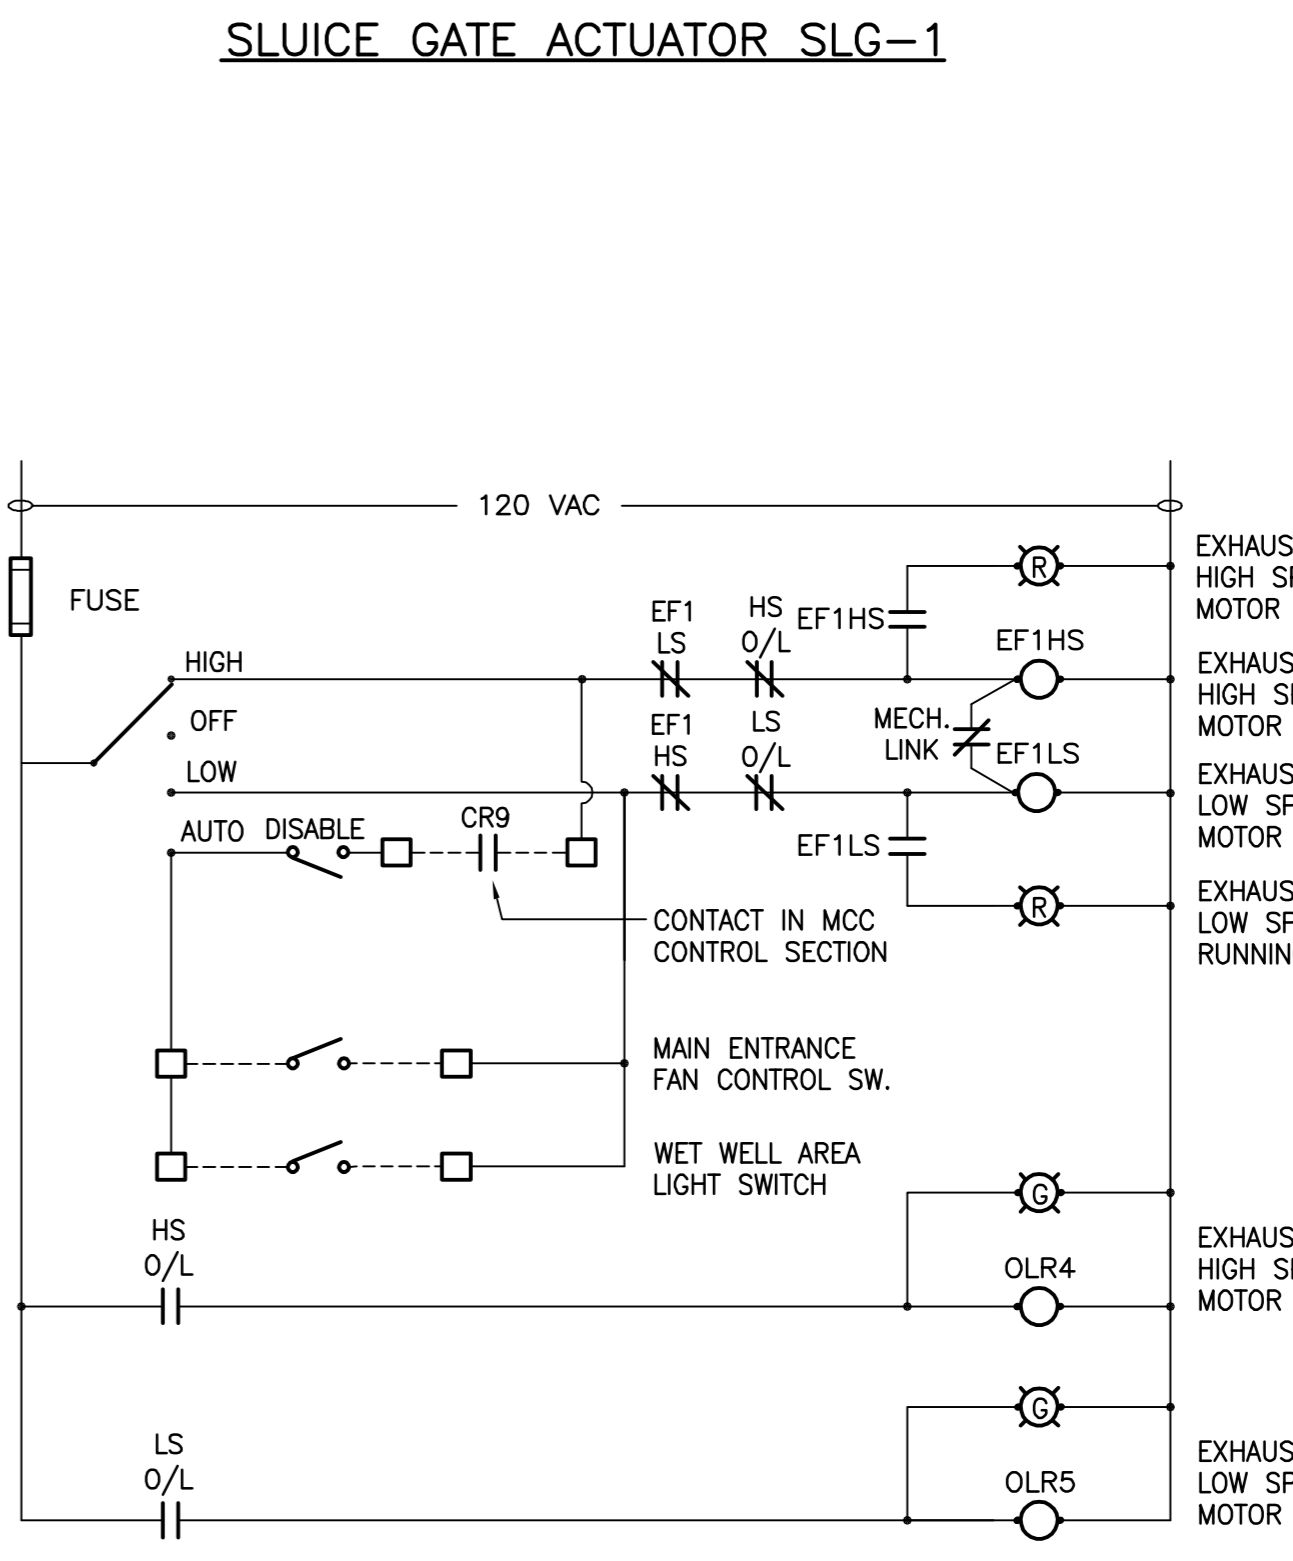 SLUICE GATE ACTUATOR SLG-1
120 VAC
FUSE
HIGH
OFF
LOW
AUTO
DISABLE
CR9
EF1
LS
HS
O/L
EF1HS
R
EF1HS
EF1
HS
LS
O/L
MECH.
LINK
EF1LS
EF1LS
R
CONTACT IN MCC
CONTROL SECTION
MAIN ENTRANCE
FAN CONTROL SW.
WET WELL AREA
LIGHT SWITCH
HS
O/L
G
OLR4
LS
O/L
G
OLR5
EXHAUS
HIGH SP
MOTOR
EXHAUS
HIGH SP
MOTOR
EXHAUS
LOW SP
MOTOR
EXHAUS
LOW SP
RUNNIN
EXHAUS
HIGH SP
MOTOR
EXHAUS
LOW SP
MOTOR